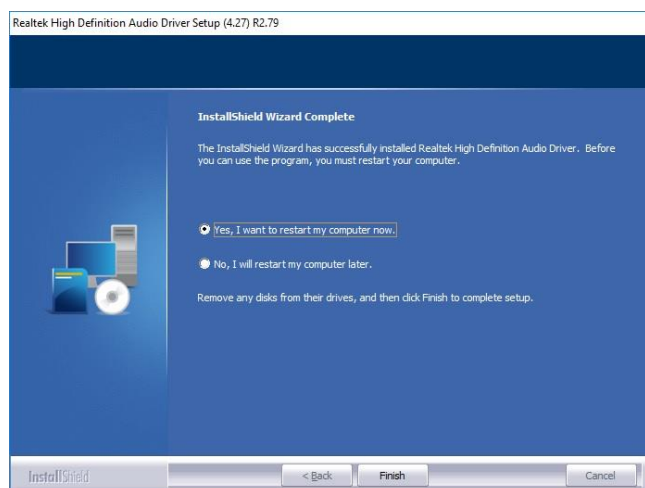 Realtek High Definition Audio Driver Setup (4.27) R2.79
InstallShield Wizard Complete
The InstallShield Wizard has successfully installed Realtek High Definition Audio Driver. Before
you can use the program, you must restart your computer.
Yes, I want to restart my computer now.
No, I will restart my computer later.
Remove any disks from their drives, and then click Finish to complete setup.
InstallShield
< Back
Finish
Cancel